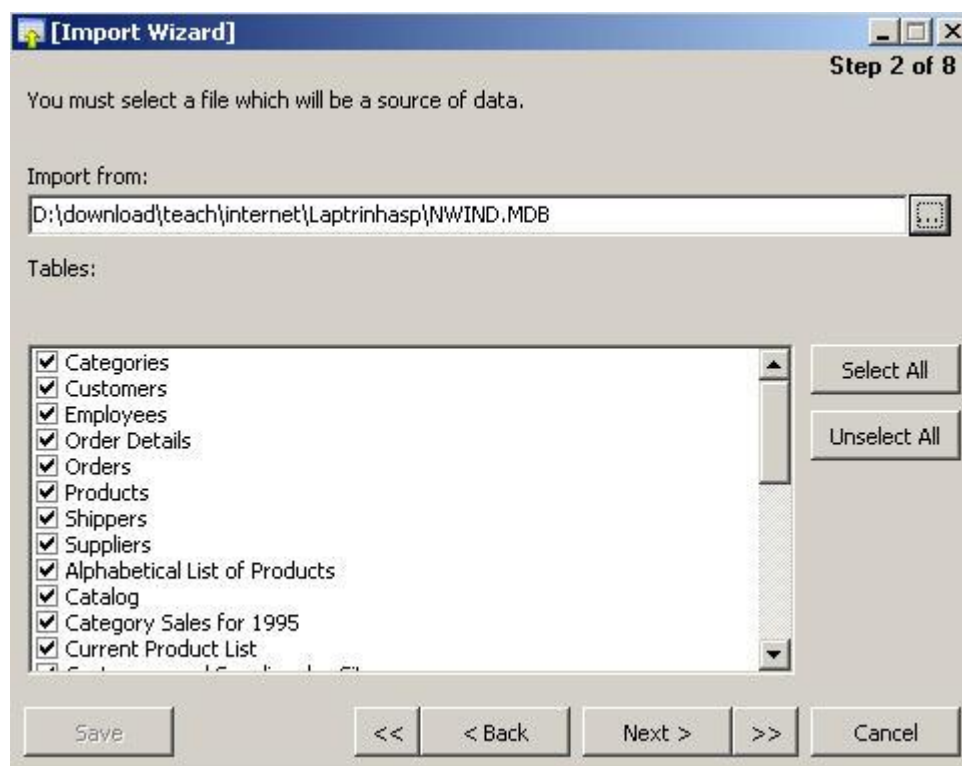 [Import Wizard]
Step 2 of 8
You must select a file which will be a source of data.
Import from:
D:\download\teach\internet\Laptrinhasp\NWIND.MDB
...
Tables:
Categories
Customers
Employees
Order Details
Orders
Products
Shippers
Suppliers
Alphabetical List of Products
Catalog
Category Sales for 1995
Current Product List
Select All
Unselect All
Save
<<
< Back
Next >
>>
Cancel